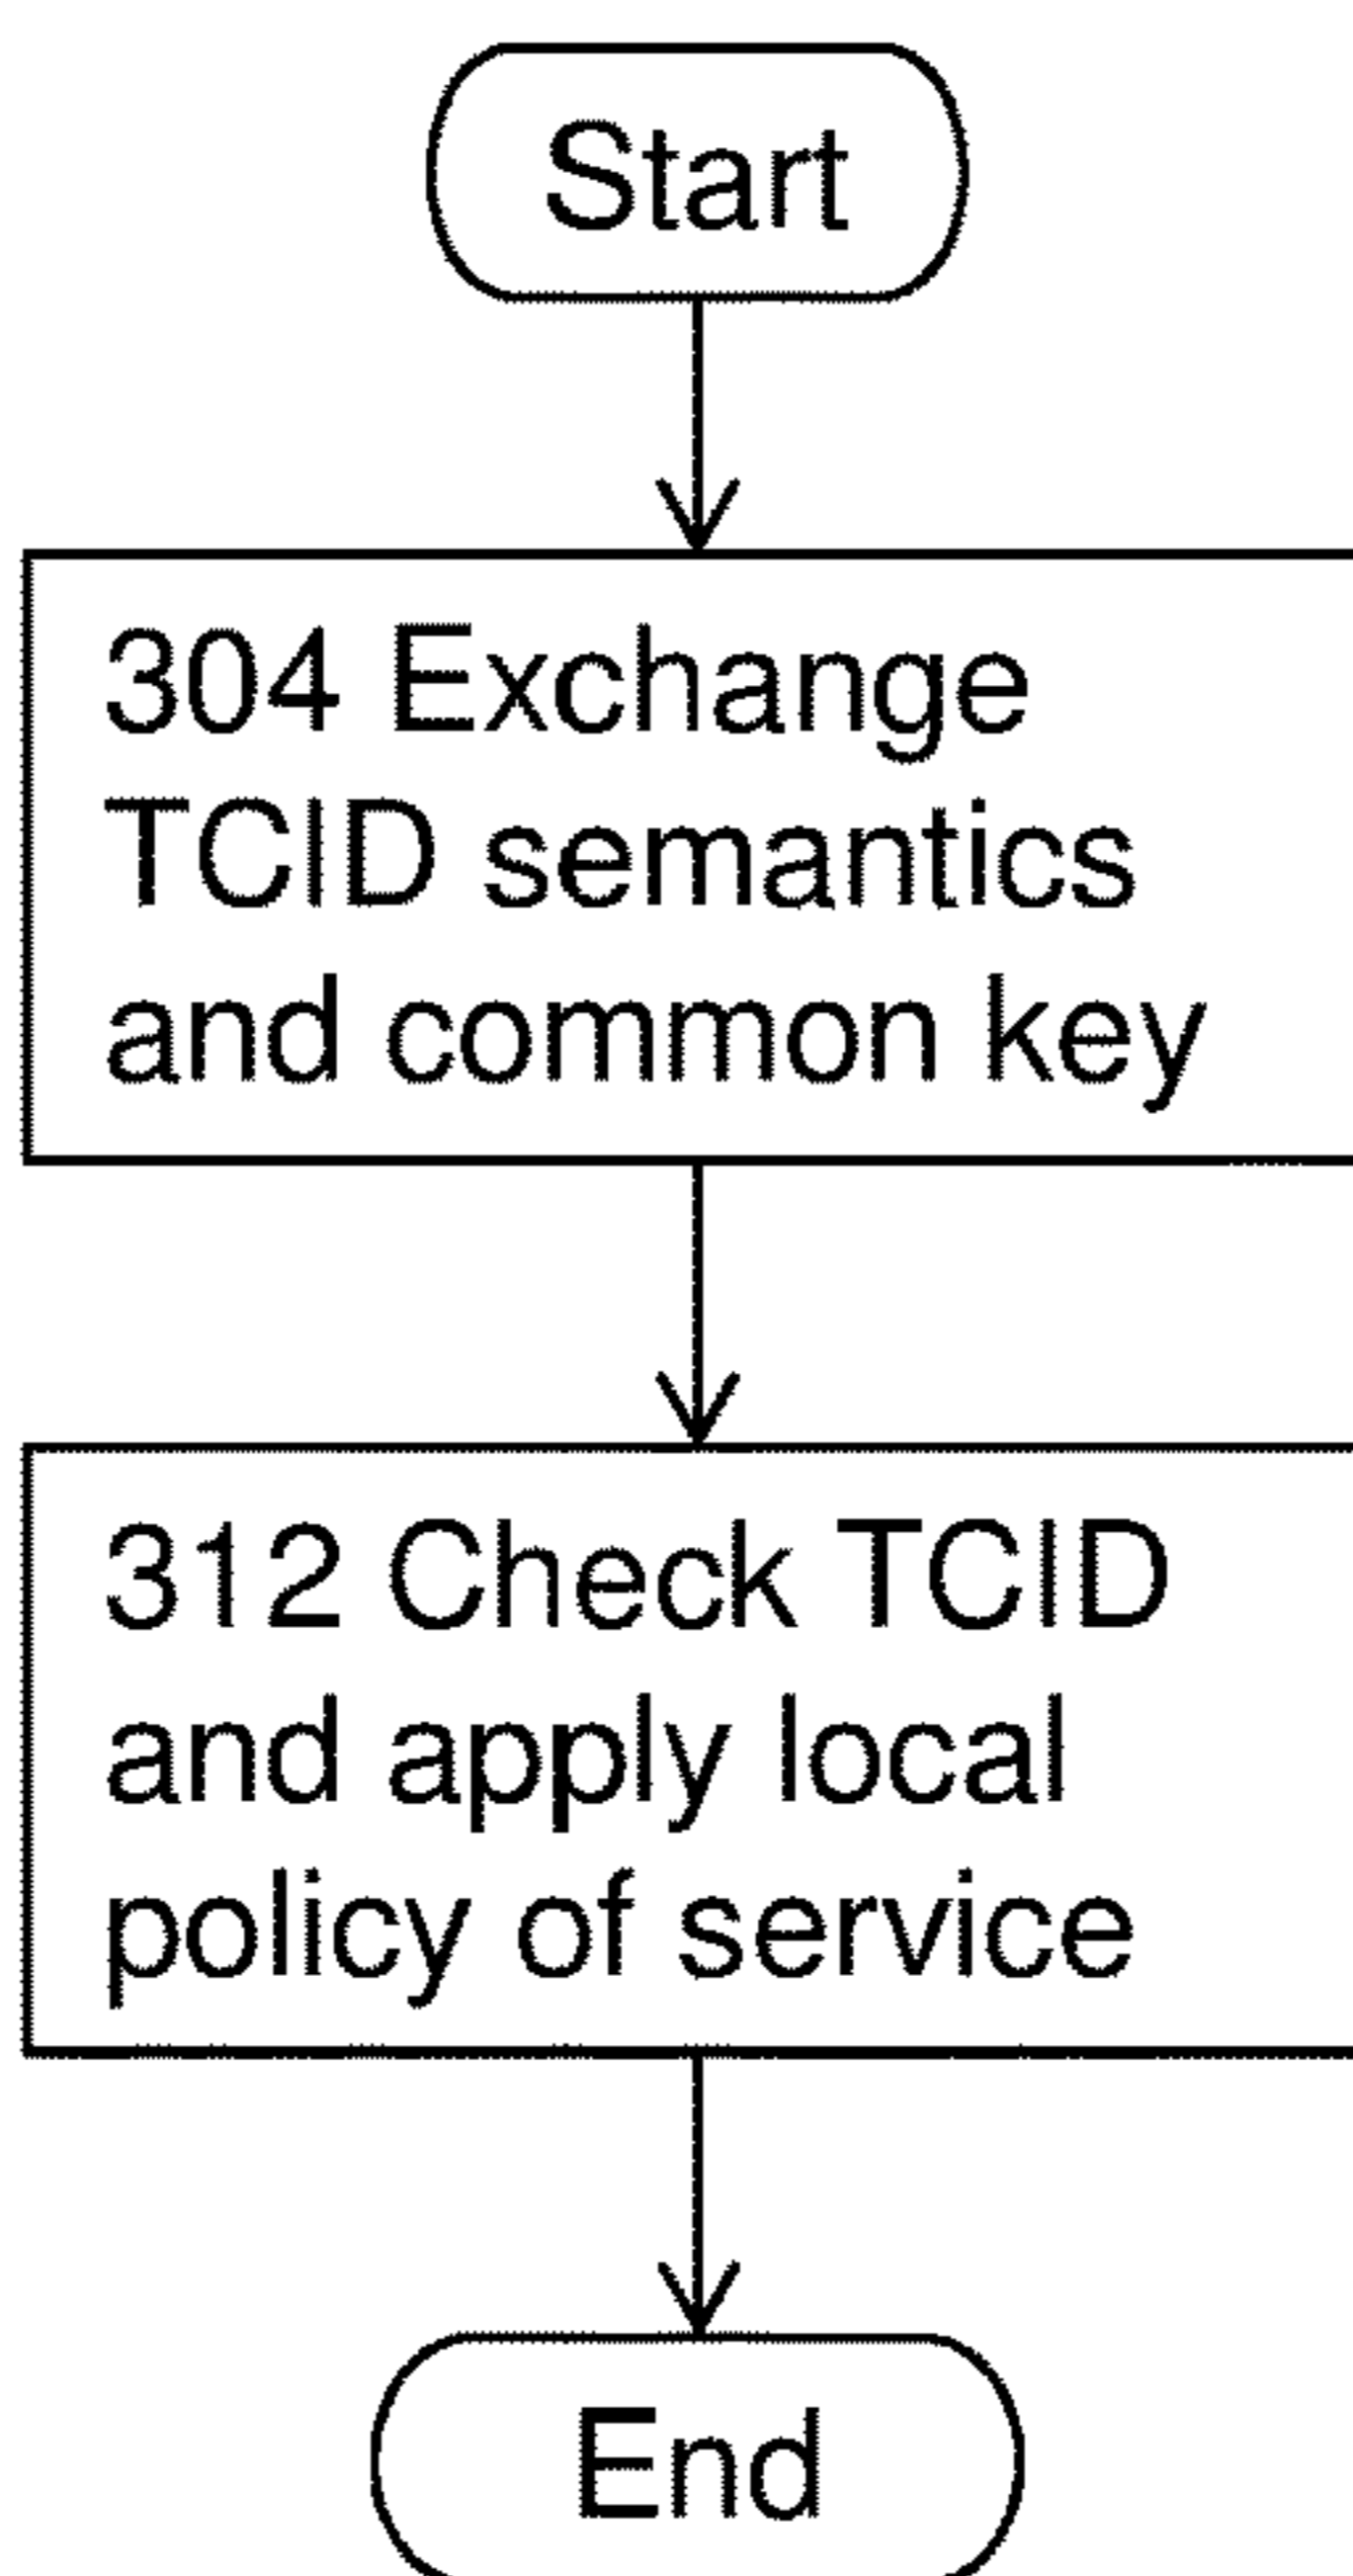 Start
304 Exchange
TCID semantics
and common key
312 Check TCID
and apply local
policy of service
End